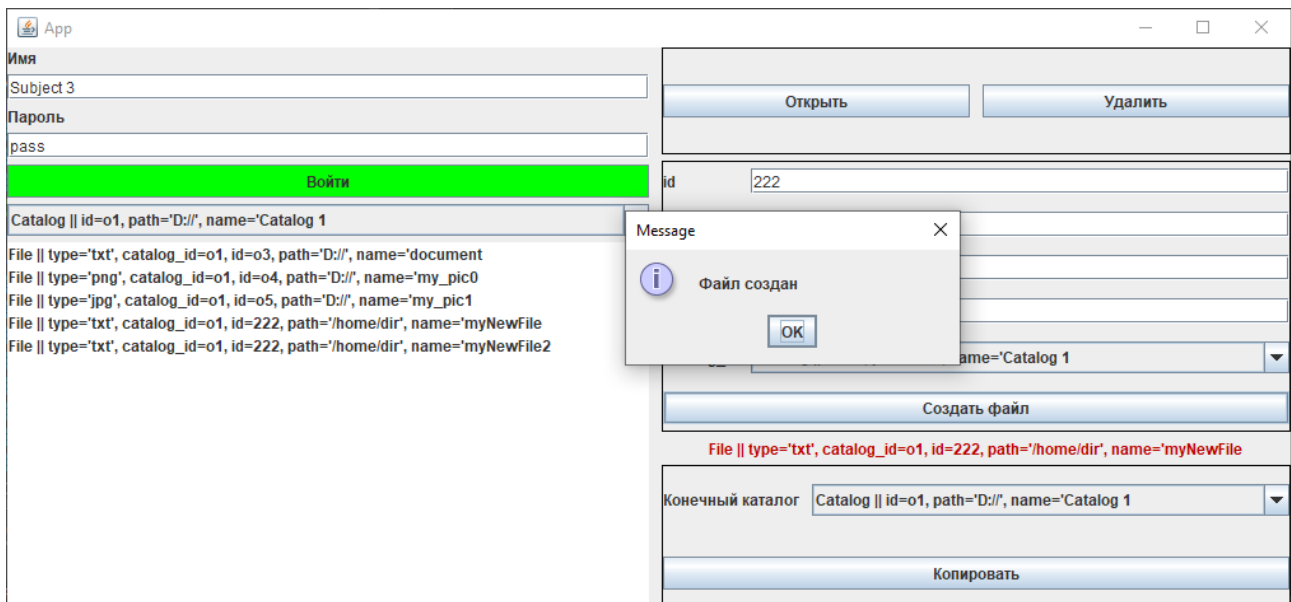 App
Имя
Subject 3
Пароль
pass
Войти
Catalog || id=o1, path='D://', name='Catalog 1
File || type='txt', catalog_id=o1, id=o3, path='D://', name='document
File || type='png', catalog_id=o1, id=o4, path='D://', name='my_pic0
File || type='jpg', catalog_id=o1, id=o5, path='D://', name='my_pic1
File || type='txt', catalog_id=o1, id=222, path='/home/dir', name='myNewFile
File || type='txt', catalog_id=o1, id=222, path='/home/dir', name='myNewFile2
Открыть
Удалить
id
222
Message
Файл создан
OK
ame='Catalog 1
Создать файл
File || type='txt', catalog_id=o1, id=222, path='/home/dir', name='myNewFile
Конечный каталог
Catalog || id=o1, path='D://', name='Catalog 1
Копировать